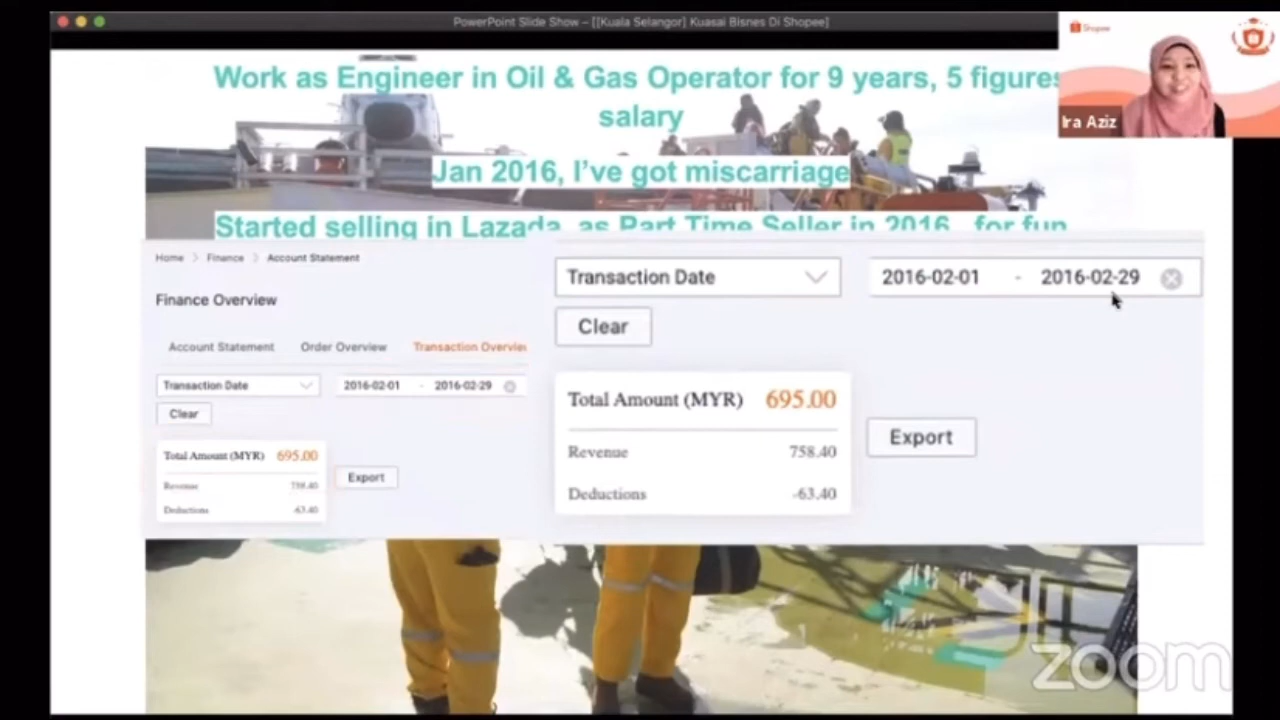 PowerPoint Slide Show – [[Kuala Selangor] Kuasai Bisnes Di Shopee]
Shopee
Ira Aziz
Work as Engineer in Oil & Gas Operator for 9 years, 5 figures
salary
Jan 2016, I've got miscarriage
Started selling in Lazada, as Part Time Seller in 2016, for fun
Home > Finance > Account Statement
Finance Overview
Account Statement Order Overview Transaction Overview
Transaction Date 2016-02-01 - 2016-02-29
Clear
Total Amount (MYR) 695.00
Revenue 758.40
Deductions -63.40
Export
Transaction Date 2016-02-01 - 2016-02-29
Clear
Total Amount (MYR) 695.00
Revenue 758.40
Deductions -63.40
Export
zoom